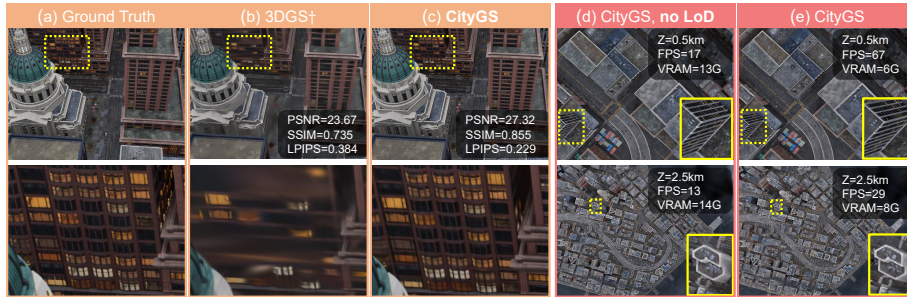 (a) Ground Truth
(b) 3DGS†
(c) CityGS
(d) CityGS, no LoD
(e) CityGS
PSNR=23.67
SSIM=0.735
LPIPS=0.384
PSNR=27.32
SSIM=0.855
LPIPS=0.229
Z=0.5km
FPS=17
VRAM=13G
Z=0.5km
FPS=67
VRAM=6G
Z=2.5km
FPS=13
VRAM=14G
Z=2.5km
FPS=29
VRAM=8G